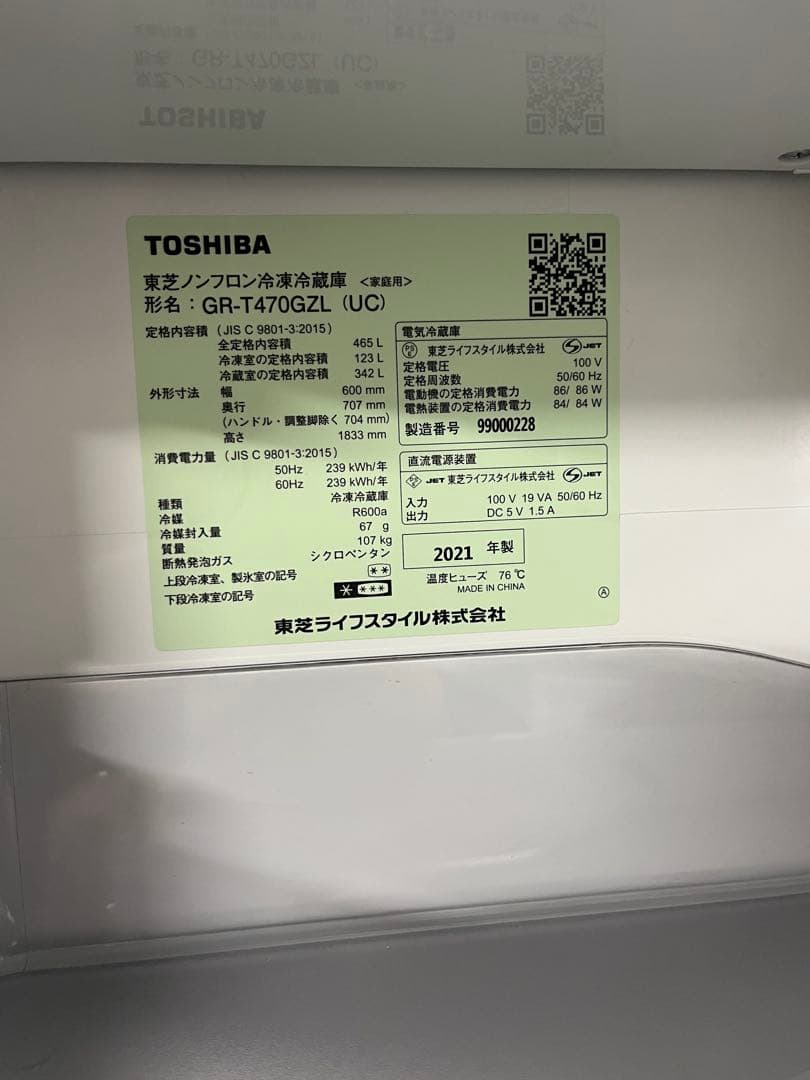 TOSHIBA
東芝ノンフロン冷凍冷蔵庫 <家庭用>
形名：GR-T470GZL (UC)
定格内容積 (JIS C 9801-3:2015)
全定格内容積 465 L
冷凍室の定格内容積 123 L
冷蔵室の定格内容積 342 L
外形寸法 幅 600 mm
奥行 707 mm
(ハンドル・調整脚除く 704 mm)
高さ 1833 mm
消費電力量 (JIS C 9801-3:2015)
50Hz 239 kWh/年
60Hz 239 kWh/年
種類 冷凍冷蔵庫
冷媒 R600a
冷媒封入量 67 g
質量 107 kg
断熱発泡ガス シクロペンタン
上段冷凍室、製氷室の記号 **
下段冷凍室の記号 * ***
電気冷蔵庫
PS E 東芝ライフスタイル株式会社 S JET
定格電圧 100 V
定格周波数 50/60 Hz
電動機の定格消費電力 86/ 86 W
電熱装置の定格消費電力 84/ 84 W
製造番号 99000228
直流電源装置
PS E JET 東芝ライフスタイル株式会社 S JET
入力 100 V 19 VA 50/60 Hz
出力 DC 5 V 1.5 A
2021 年製
温度ヒューズ 76 ℃
MADE IN CHINA
Ⓐ
東芝ライフスタイル株式会社